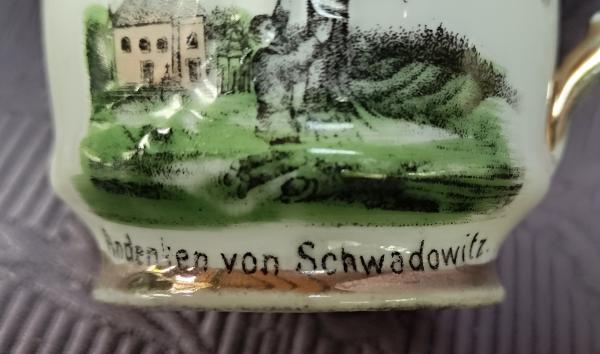 Andenken von Schwadowitz.